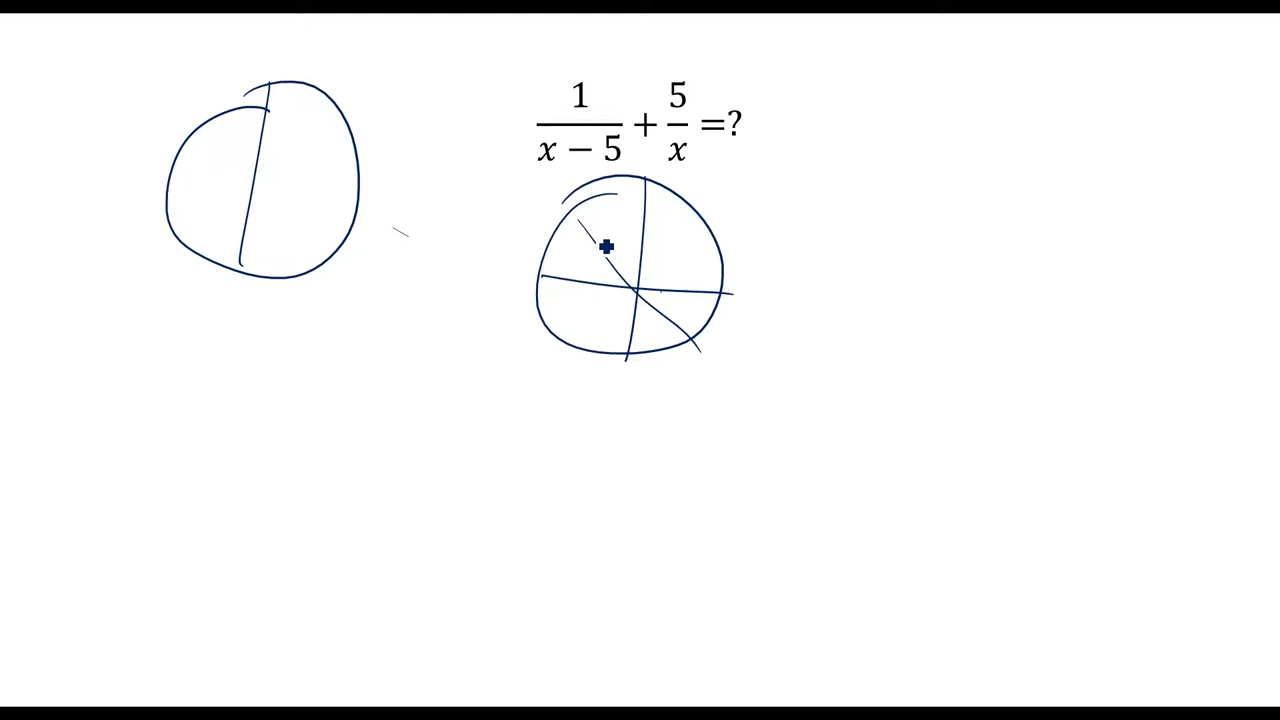 1/(x − 5) + 5/x =?